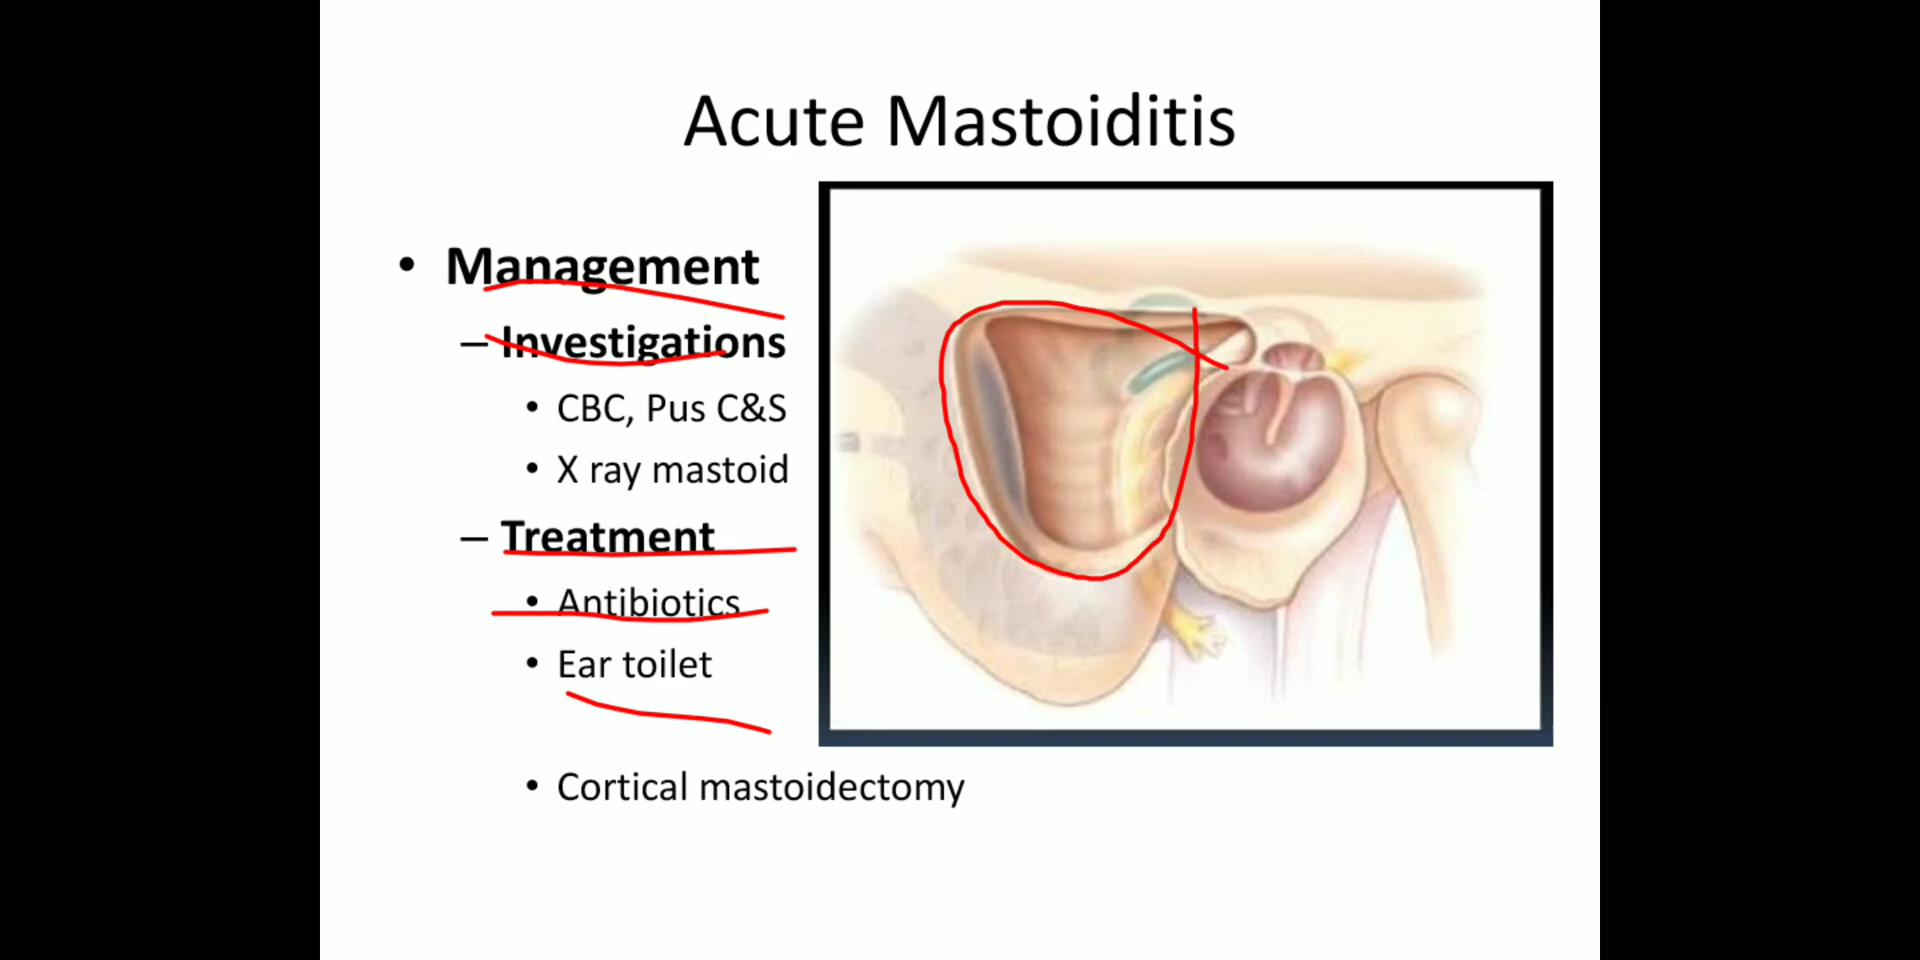 Acute Mastoiditis
• Management
– Investigations
• CBC, Pus C&S
• X ray mastoid
– Treatment
• Antibiotics
• Ear toilet
• Cortical mastoidectomy